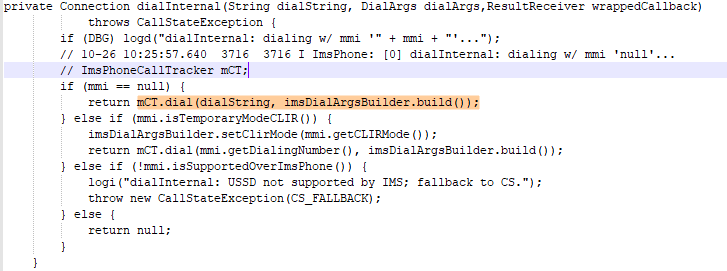 private Connection dialInternal(String dialString, DialArgs dialArgs,ResultReceiver wrappedCallback)
throws CallStateException {
if (DBG) logd("dialInternal: dialing w/ mmi '" + mmi + "'...");
// 10-26 10:25:57.640  3716  3716 I ImsPhone: [0] dialInternal: dialing w/ mmi 'null'...
// ImsPhoneCallTracker mCT;
if (mmi == null) {
return mCT.dial(dialString, imsDialArgsBuilder.build());
} else if (mmi.isTemporaryModeCLIR()) {
imsDialArgsBuilder.setClirMode(mmi.getCLIRMode());
return mCT.dial(mmi.getDialingNumber(), imsDialArgsBuilder.build());
} else if (!mmi.isSupportedOverImsPhone()) {
logi("dialInternal: USSD not supported by IMS; fallback to CS.");
throw new CallStateException(CS_FALLBACK);
} else {
return null;
}
}